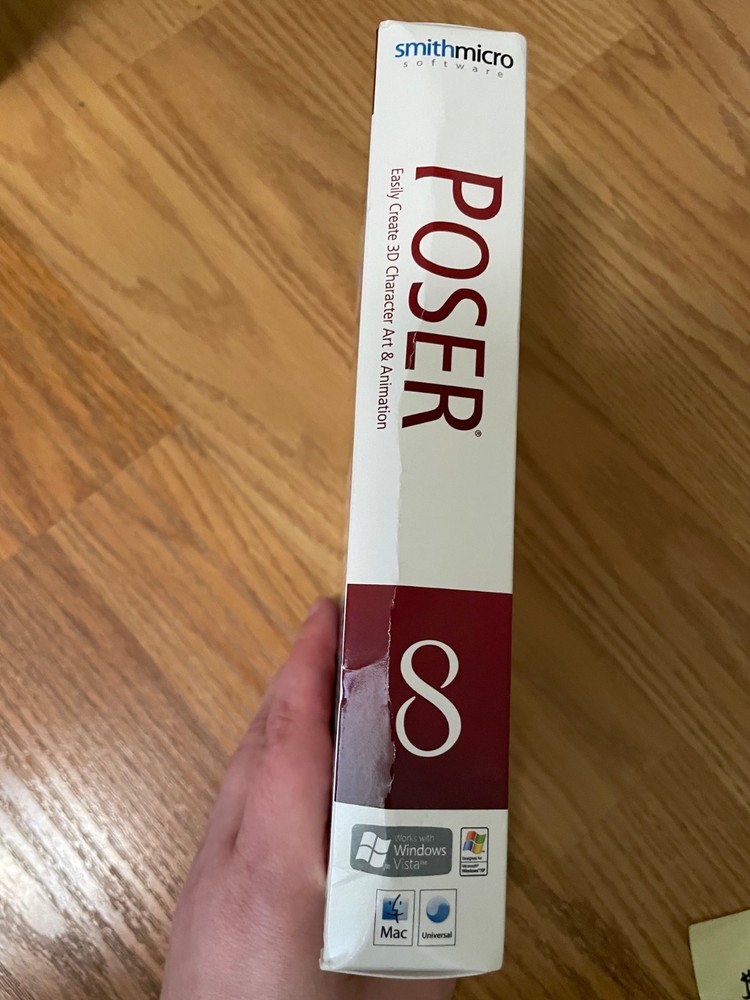 smithmicro
software
POSER®
Easily Create 3D Character Art & Animation
8
Works with
Windows
Vista™
Designed for
Microsoft®
Windows® XP
Mac
Universal